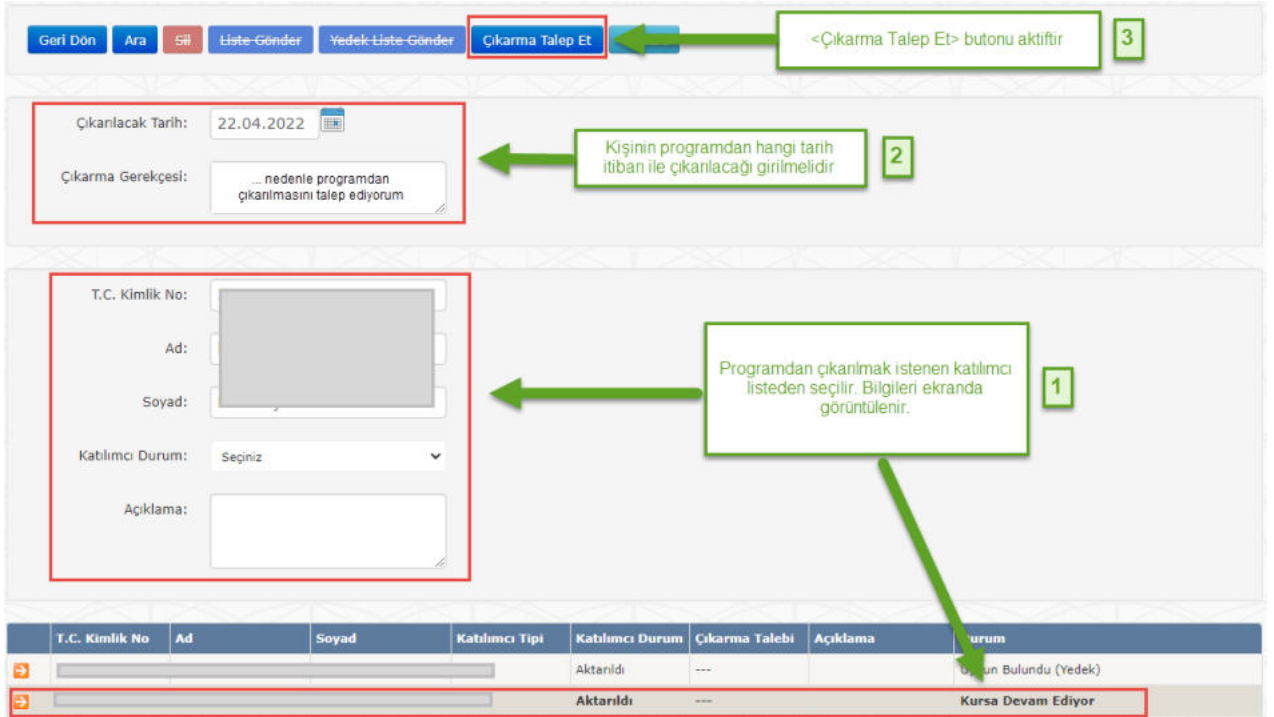 Geri Dön Ara Sil Liste Gönder Yedek Liste Gönder Çıkarma Talep Et
<Çıkarma Talep Et> butonu aktiftir
3
Çıkarılacak Tarih: 22.04.2022
Çıkarma Gerekçesi: ... nedenle programdan
çıkarılmasını talep ediyorum
Kişinin programdan hangi tarih
itibarı ile çıkarılacağı girilmelidir
2
T.C. Kimlik No:
Ad:
Soyad:
Katılımcı Durum: Seçiniz
Açıklama:
Programdan çıkarılmak istenen katılımcı
listeden seçilir. Bilgileri ekranda
görüntülenir.
1
T.C. Kimlik No Ad Soyad Katılımcı Tipi Katılımcı Durum Çıkarma Talebi Açıklama
Aktarıldı --- Bulundu (Yedek)
Aktarıldı --- Kursa Devam Ediyor